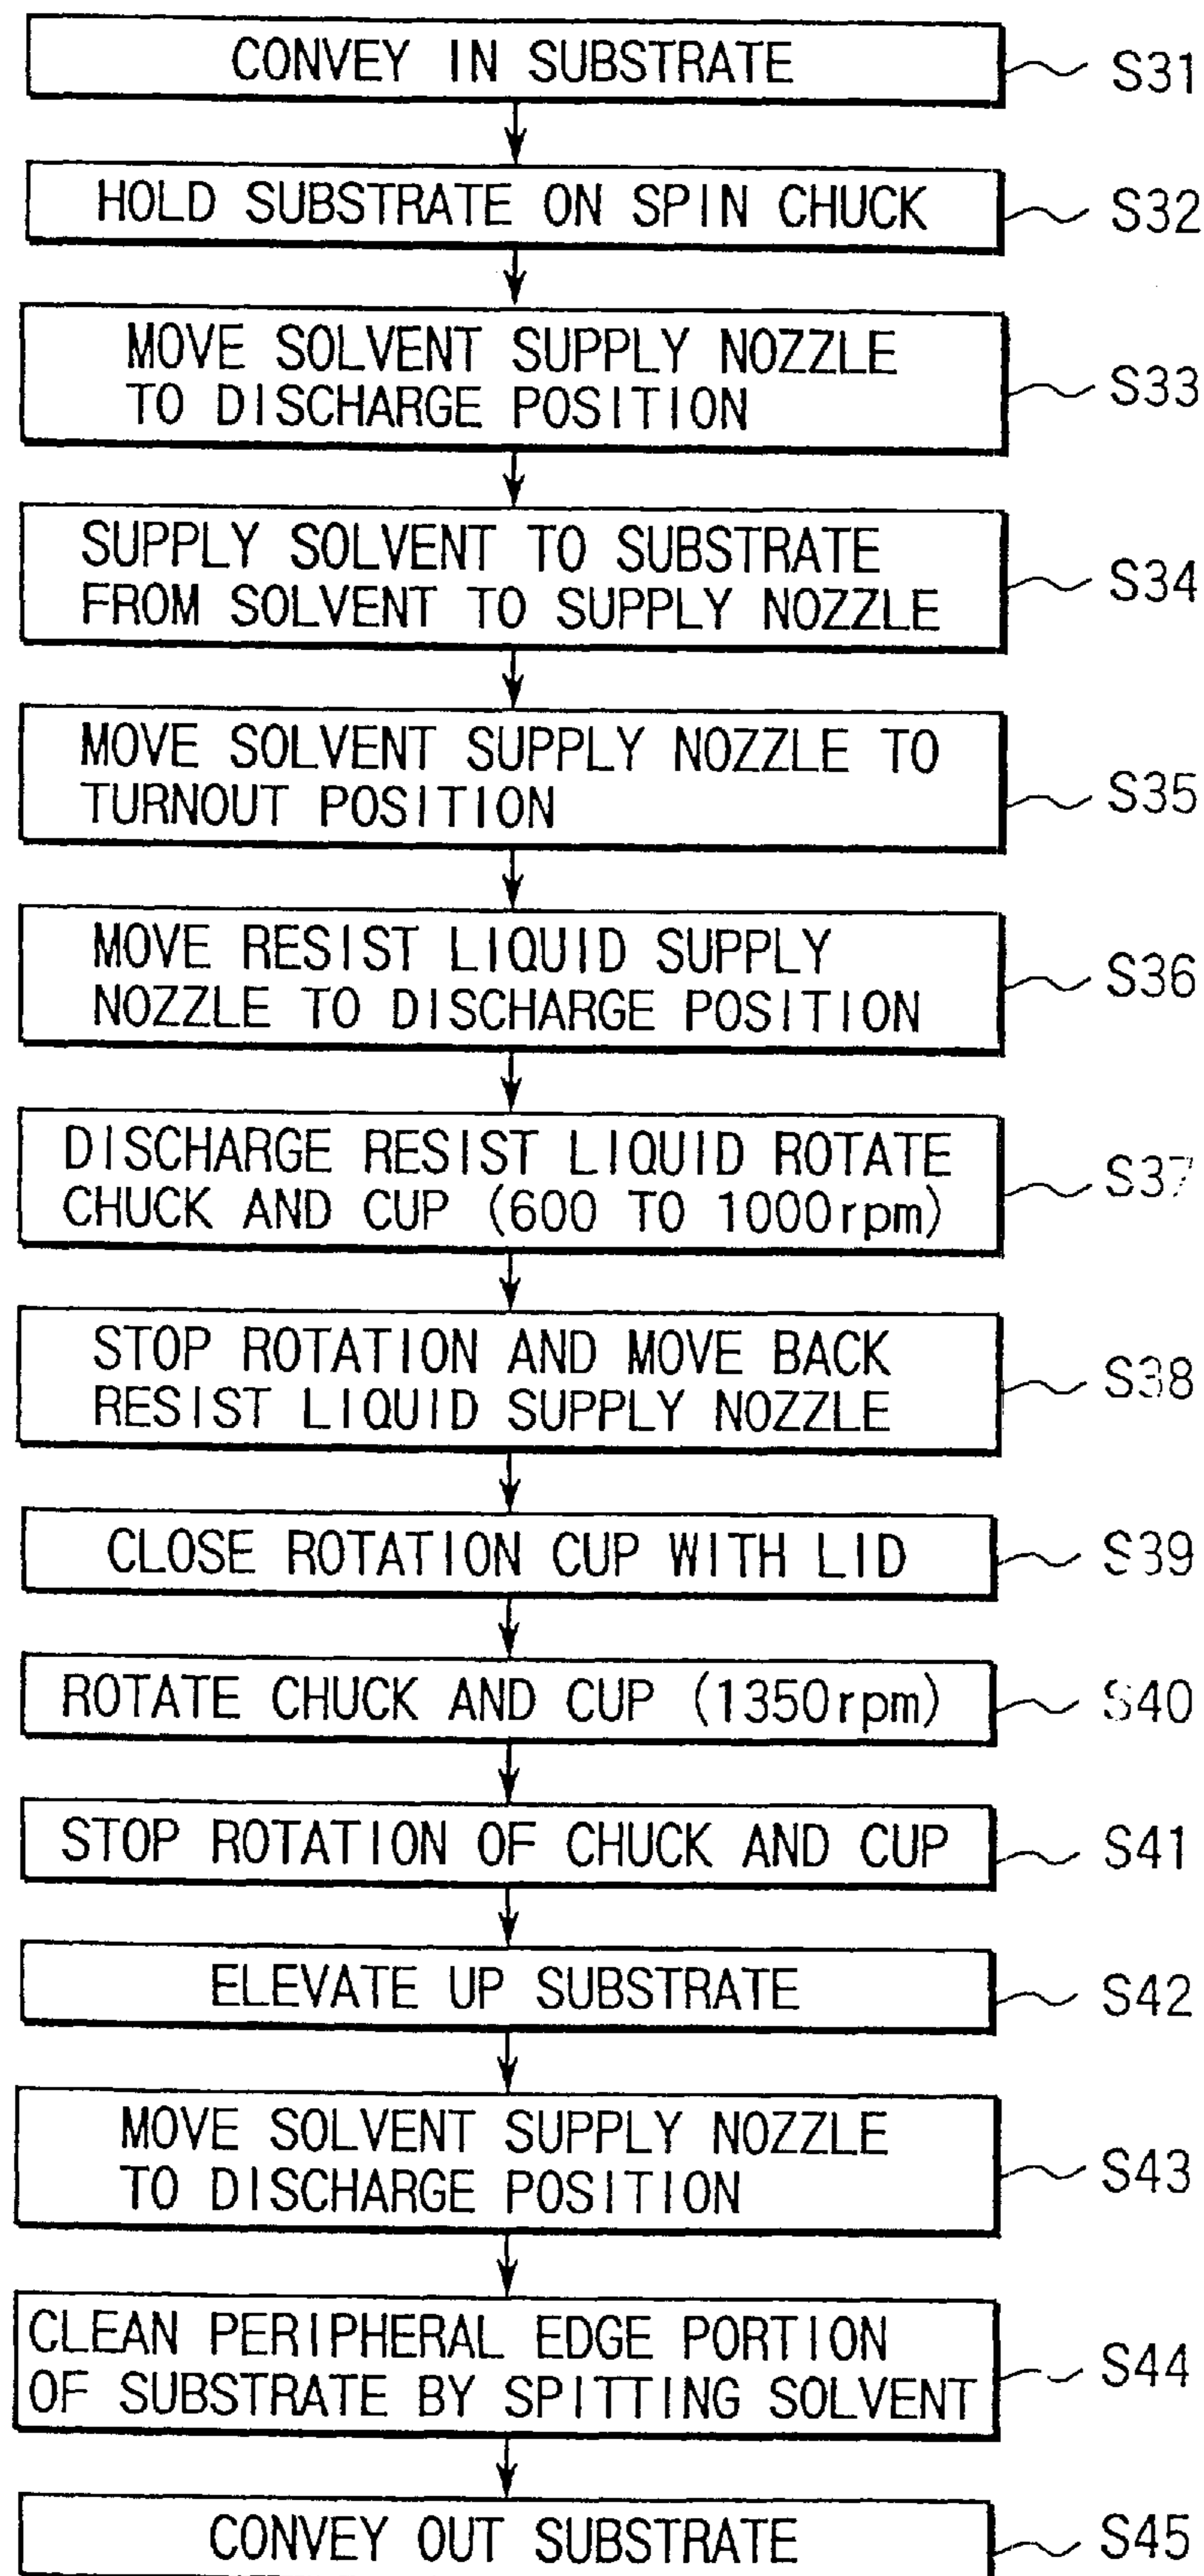 CONVEY IN SUBSTRATE
S31
HOLD SUBSTRATE ON SPIN CHUCK
S32
MOVE SOLVENT SUPPLY NOZZLE
TO DISCHARGE POSITION
S33
SUPPLY SOLVENT TO SUBSTRATE
FROM SOLVENT TO SUPPLY NOZZLE
S34
MOVE SOLVENT SUPPLY NOZZLE TO
TURNOUT POSITION
S35
MOVE RESIST LIQUID SUPPLY
NOZZLE TO DISCHARGE POSITION
S36
DISCHARGE RESIST LIQUID ROTATE
CHUCK AND CUP (600 TO 1000rpm)
S37
STOP ROTATION AND MOVE BACK
RESIST LIQUID SUPPLY NOZZLE
S38
CLOSE ROTATION CUP WITH LID
S39
ROTATE CHUCK AND CUP (1350rpm)
S40
STOP ROTATION OF CHUCK AND CUP
S41
ELEVATE UP SUBSTRATE
S42
MOVE SOLVENT SUPPLY NOZZLE
TO DISCHARGE POSITION
S43
CLEAN PERIPHERAL EDGE PORTION
OF SUBSTRATE BY SPITTING SOLVENT
S44
CONVEY OUT SUBSTRATE
S45